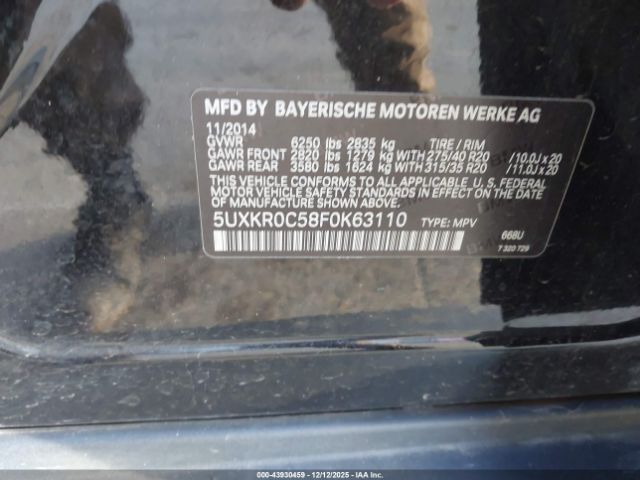 MFD BY BAYERISCHE MOTOREN WERKE AG
11/2014
GVWR 6250 lbs 2835 kg TIRE / RIM
GAWR FRONT 2820 lbs 1279 kg WITH 275/40 R20 /10.0J x 20
GAWR REAR 3580 lbs 1624 kg WITH 315/35 R20 /11.0J x 20
THIS VEHICLE CONFORMS TO ALL APPLICABLE U. S. FEDERAL
MOTOR VEHICLE SAFETY STANDARDS IN EFFECT ON THE DATE
OF MANUFACTURE SHOWN ABOVE.
5UXKR0C58F0K63110 TYPE: MPV
668U
7 320 729
000-43930459 - 12/12/2025 - IAAI.COM